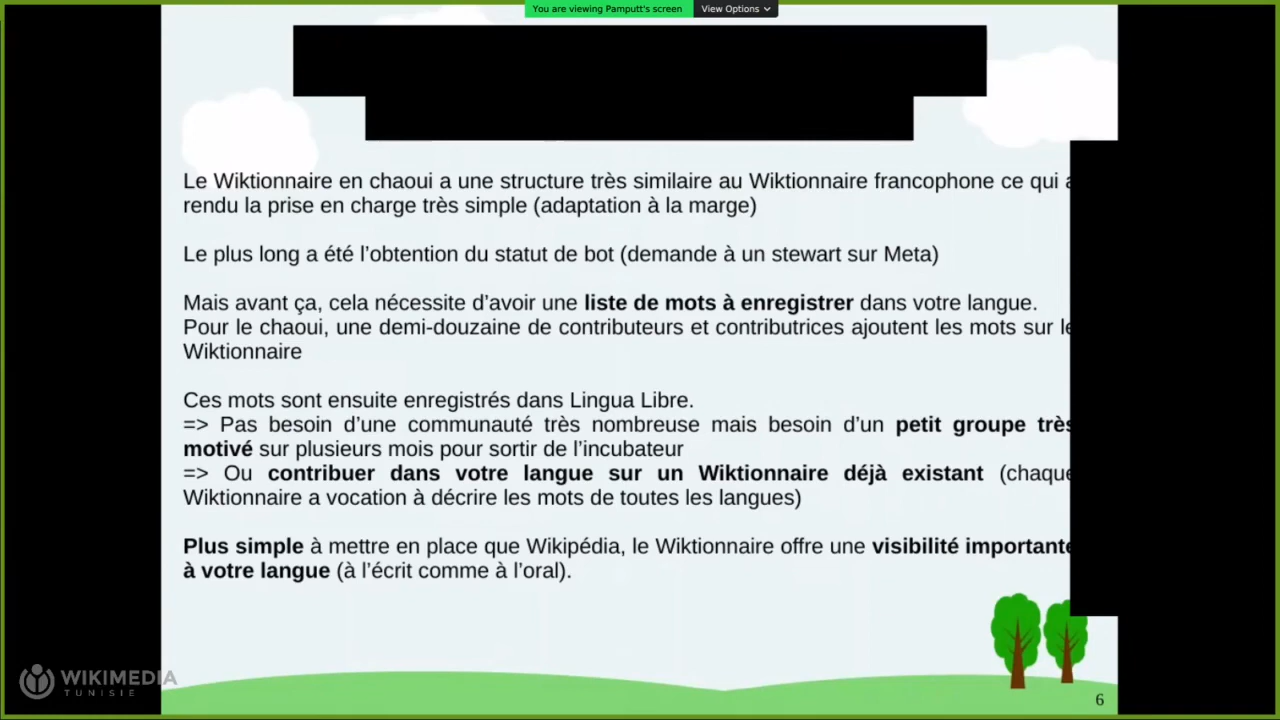 You are viewing Pamputt's screen View Options
Le Wiktionnaire en chaoui a une structure très similaire au Wiktionnaire francophone ce qui
rendu la prise en charge très simple (adaptation à la marge)
Le plus long a été l'obtention du statut de bot (demande à un stewart sur Meta)
Mais avant ça, cela nécessite d'avoir une liste de mots à enregistrer dans votre langue.
Pour le chaoui, une demi-douzaine de contributeurs et contributrices ajoutent les mots sur le
Wiktionnaire
Ces mots sont ensuite enregistrés dans Lingua Libre.
=> Pas besoin d'une communauté très nombreuse mais besoin d'un petit groupe très
motivé sur plusieurs mois pour sortir de l'incubateur
=> Ou contribuer dans votre langue sur un Wiktionnaire déjà existant (chaque
Wiktionnaire a vocation à décrire les mots de toutes les langues)
Plus simple à mettre en place que Wikipédia, le Wiktionnaire offre une visibilité importante
à votre langue (à l'écrit comme à l'oral).
WIKIMEDIA
TUNISIE
6